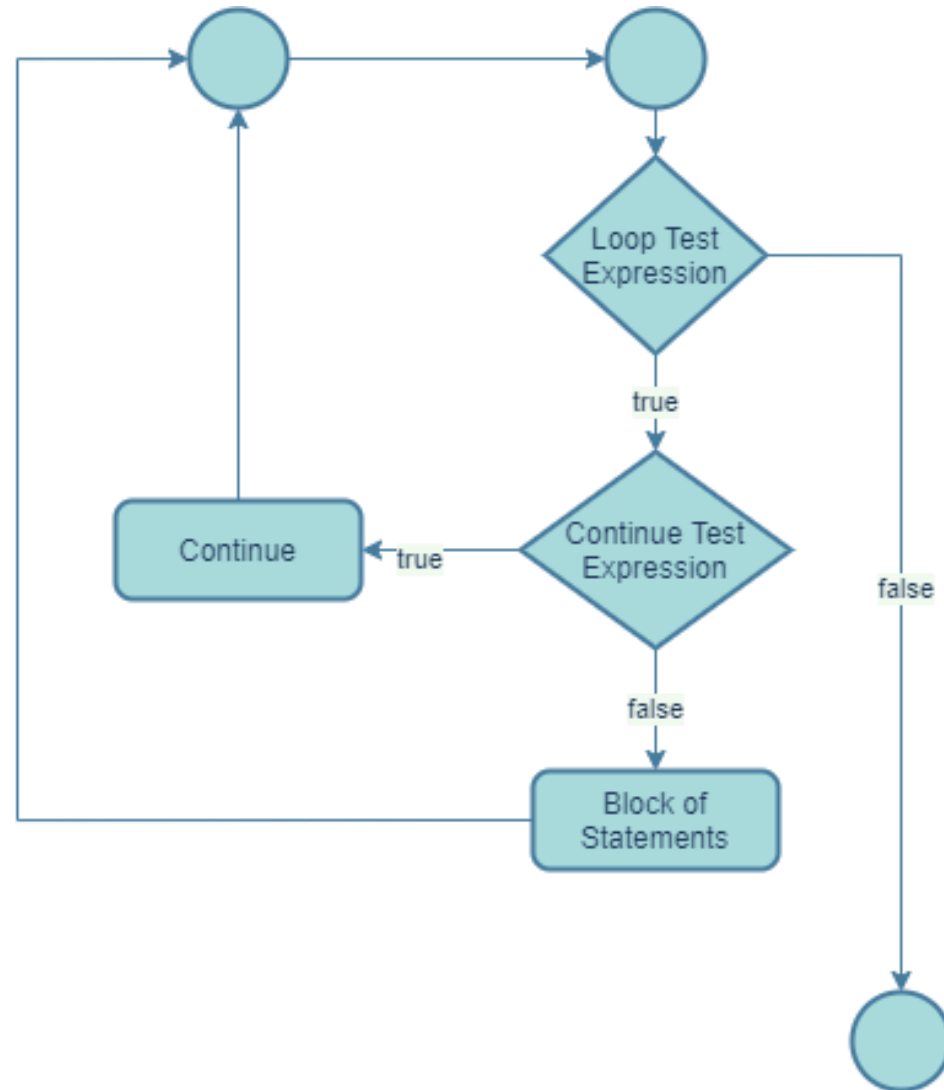 Loop Test
Expression
true
Continue Test
Expression
Continue
true
false
false
Block of
Statements